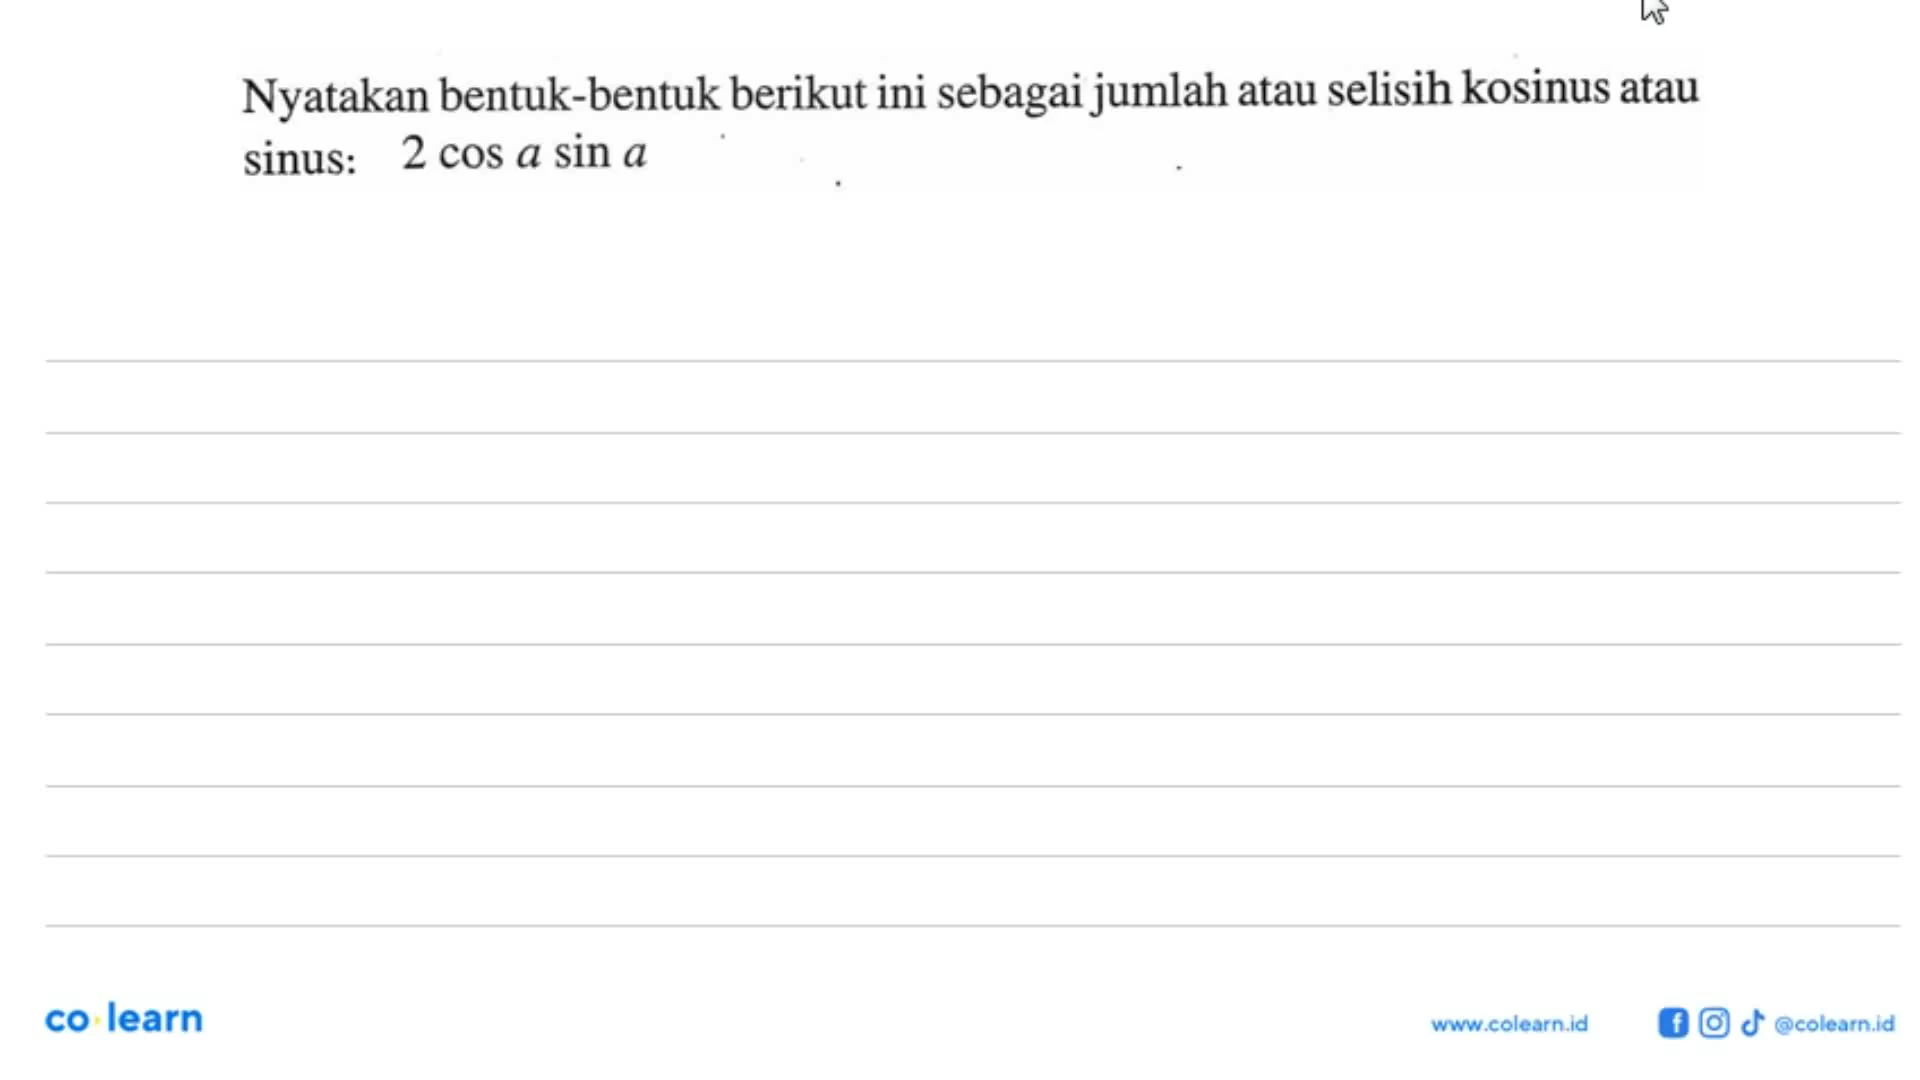 Nyatakan bentuk-bentuk berikut ini sebagai jumlah atau selisih kosinus atau
sinus: 2 cos a sin a
co learn
www.colearn.id @colearn.id